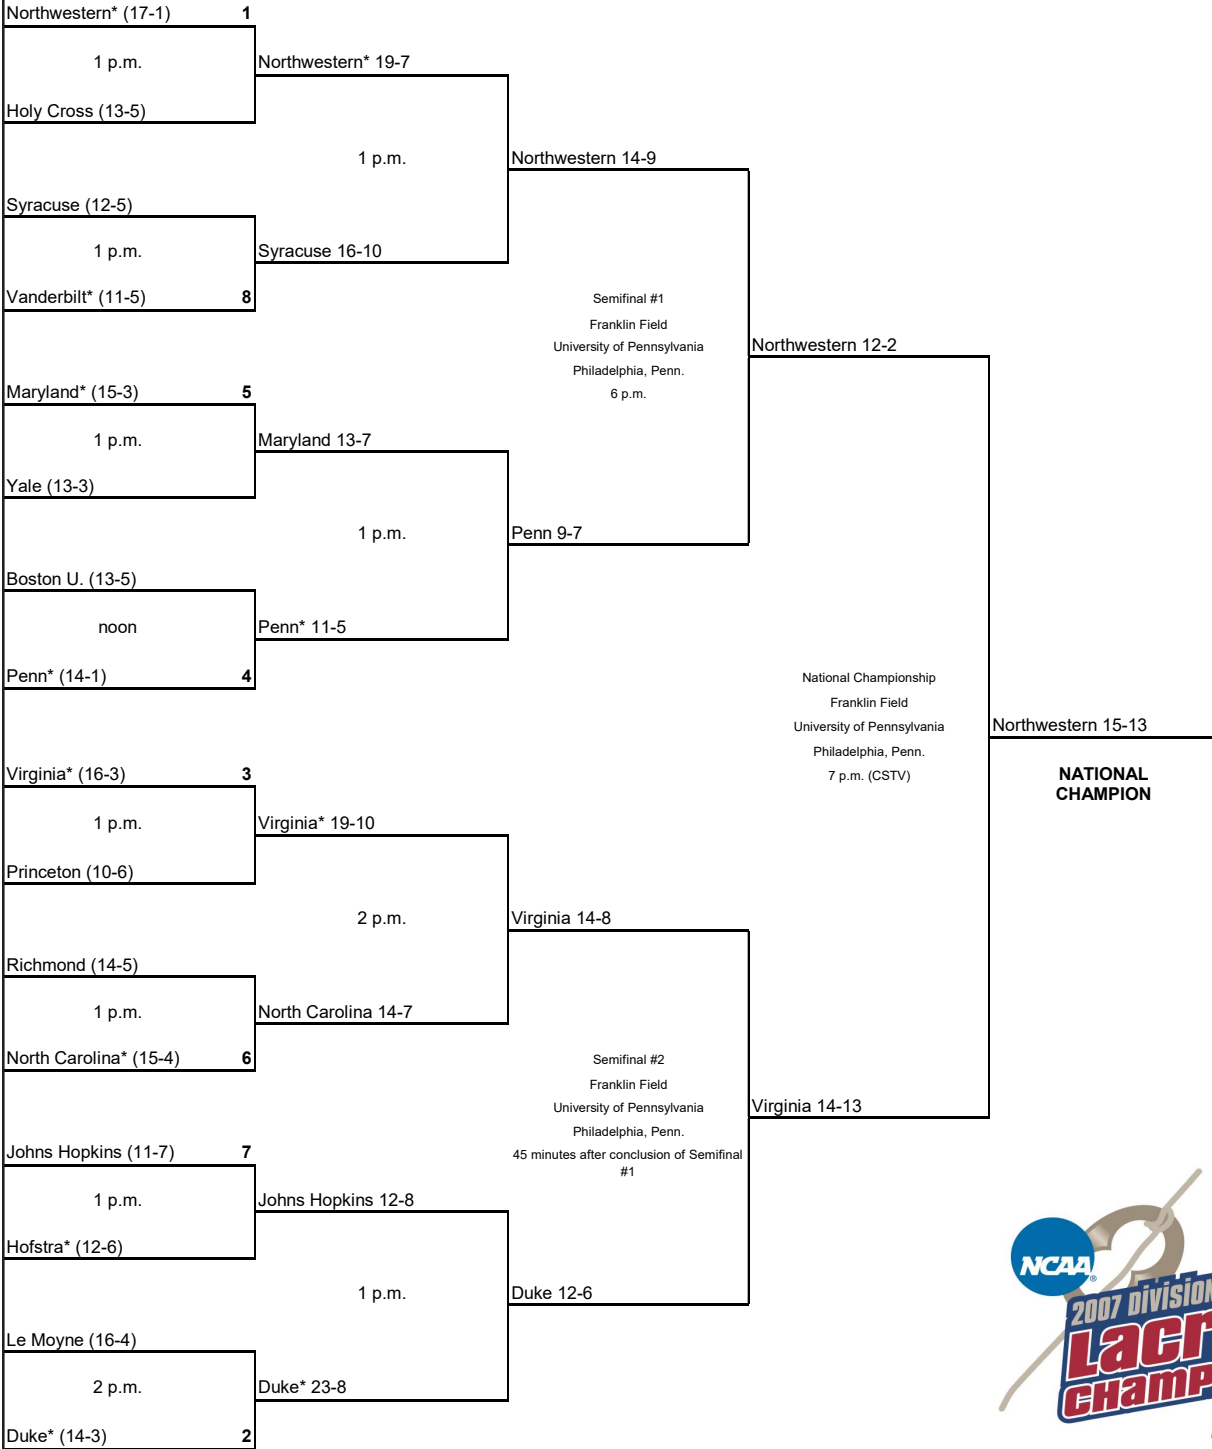 Northwestern* (17-1) 1
1 p.m.
Northwestern* 19-7
Holy Cross (13-5)
1 p.m.
Northwestern 14-9
Syracuse (12-5)
1 p.m.
Syracuse 16-10
Vanderbilt* (11-5) 8
Semifinal #1
Franklin Field
University of Pennsylvania
Philadelphia, Penn.
6 p.m.
Northwestern 12-2
Maryland* (15-3) 5
1 p.m.
Maryland 13-7
Yale (13-3)
1 p.m.
Penn 9-7
Boston U. (13-5)
noon
Penn* 11-5
Penn* (14-1) 4
National Championship
Franklin Field
University of Pennsylvania
Philadelphia, Penn.
7 p.m. (CSTV)
Northwestern 15-13
NATIONAL
CHAMPION
Virginia* (16-3) 3
1 p.m.
Virginia* 19-10
Princeton (10-6)
2 p.m.
Virginia 14-8
Richmond (14-5)
1 p.m.
North Carolina 14-7
North Carolina* (15-4) 6
Semifinal #2
Franklin Field
University of Pennsylvania
Philadelphia, Penn.
45 minutes after conclusion of Semifinal
#1
Virginia 14-13
Johns Hopkins (11-7) 7
1 p.m.
Johns Hopkins 12-8
Hofstra* (12-6)
1 p.m.
Duke 12-6
Le Moyne (16-4)
2 p.m.
Duke* 23-8
Duke* (14-3) 2
NCAA®
2007 DIVISION
Lacr
CHAMP